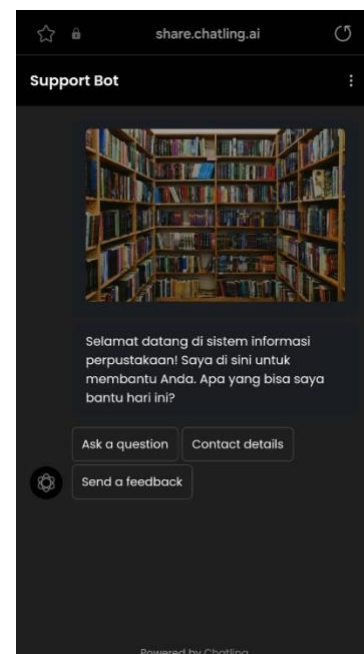 share.chatling.ai
Support Bot
Selamat datang di sistem informasi
perpustakaan! Saya di sini untuk
membantu Anda. Apa yang bisa saya
bantu hari ini?
Ask a question
Contact details
Send a feedback
Powered by Chatling